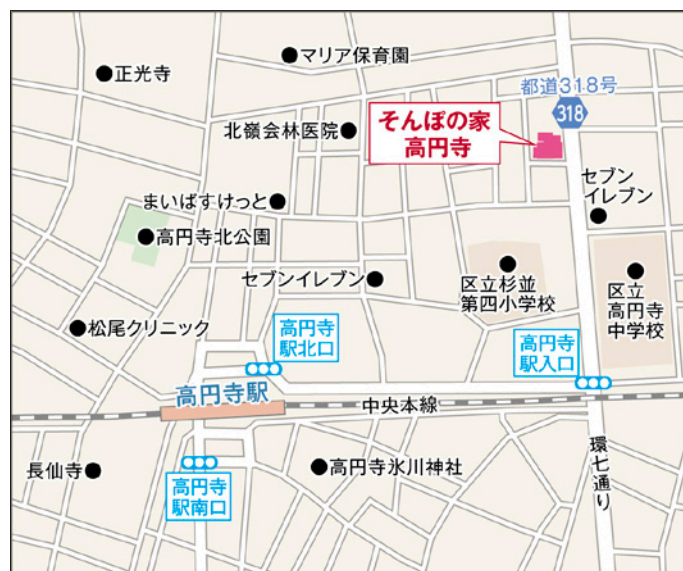 マリア保育園
正光寺
都道318号
318
そんぽの家
高円寺
北嶺会林医院
セブン
イレブン
まいばすけっと
高円寺北公園
セブンイレブン
区立杉並
第四小学校
区立
高円寺
中学校
松尾クリニック
高円寺
駅北口
高円寺
駅入口
高円寺駅
中央本線
長仙寺
高円寺
駅南口
高円寺氷川神社
環七通り